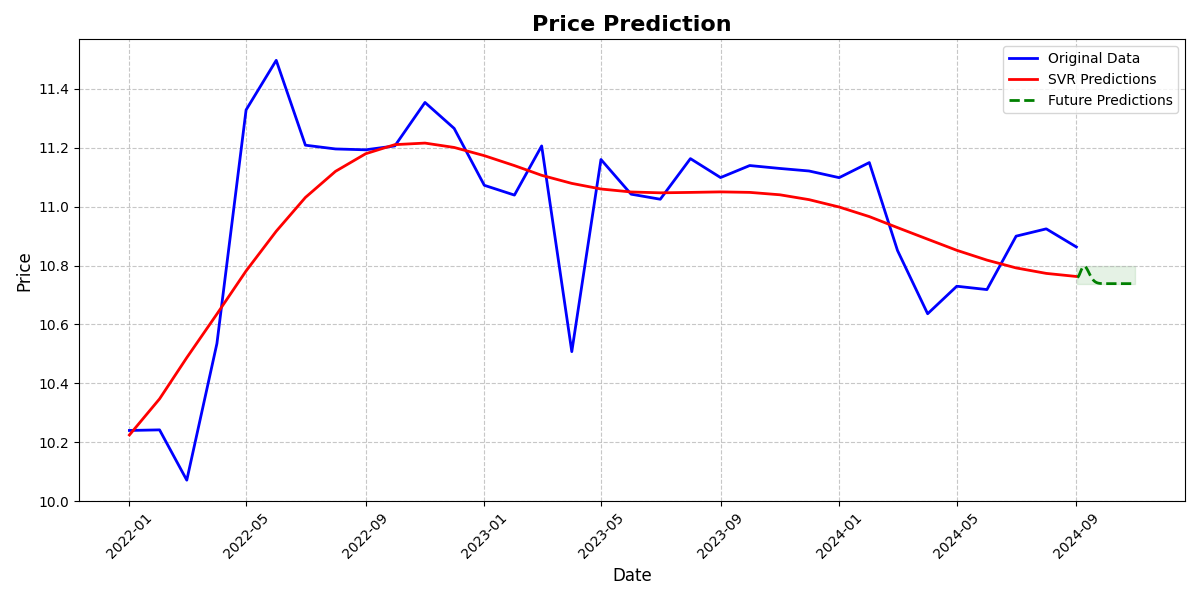 Price Prediction
Original Data
SVR Predictions
Future Predictions
Price
11.4
11.2
11.0
10.8
10.6
10.4
10.2
10.0
2022-01
2022-05
2022-09
2023-01
2023-05
2023-09
2024-01
2024-05
2024-09
Date